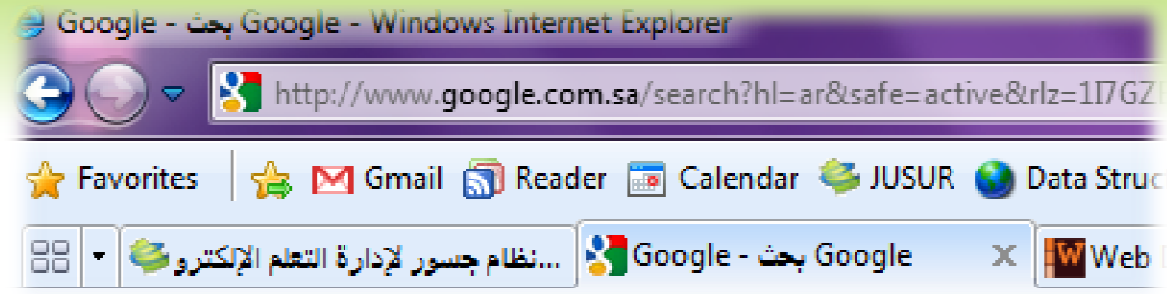 Google - بحث Google - Windows Internet Explorer
http://www.google.com.sa/search?hl=ar&safe=active&rlz=1I7GZ
Favorites Gmail Reader Calendar JUSUR Data Struc
نظام جسور لإدارة التعلم الإلكترو... Google - بحث Google X Web